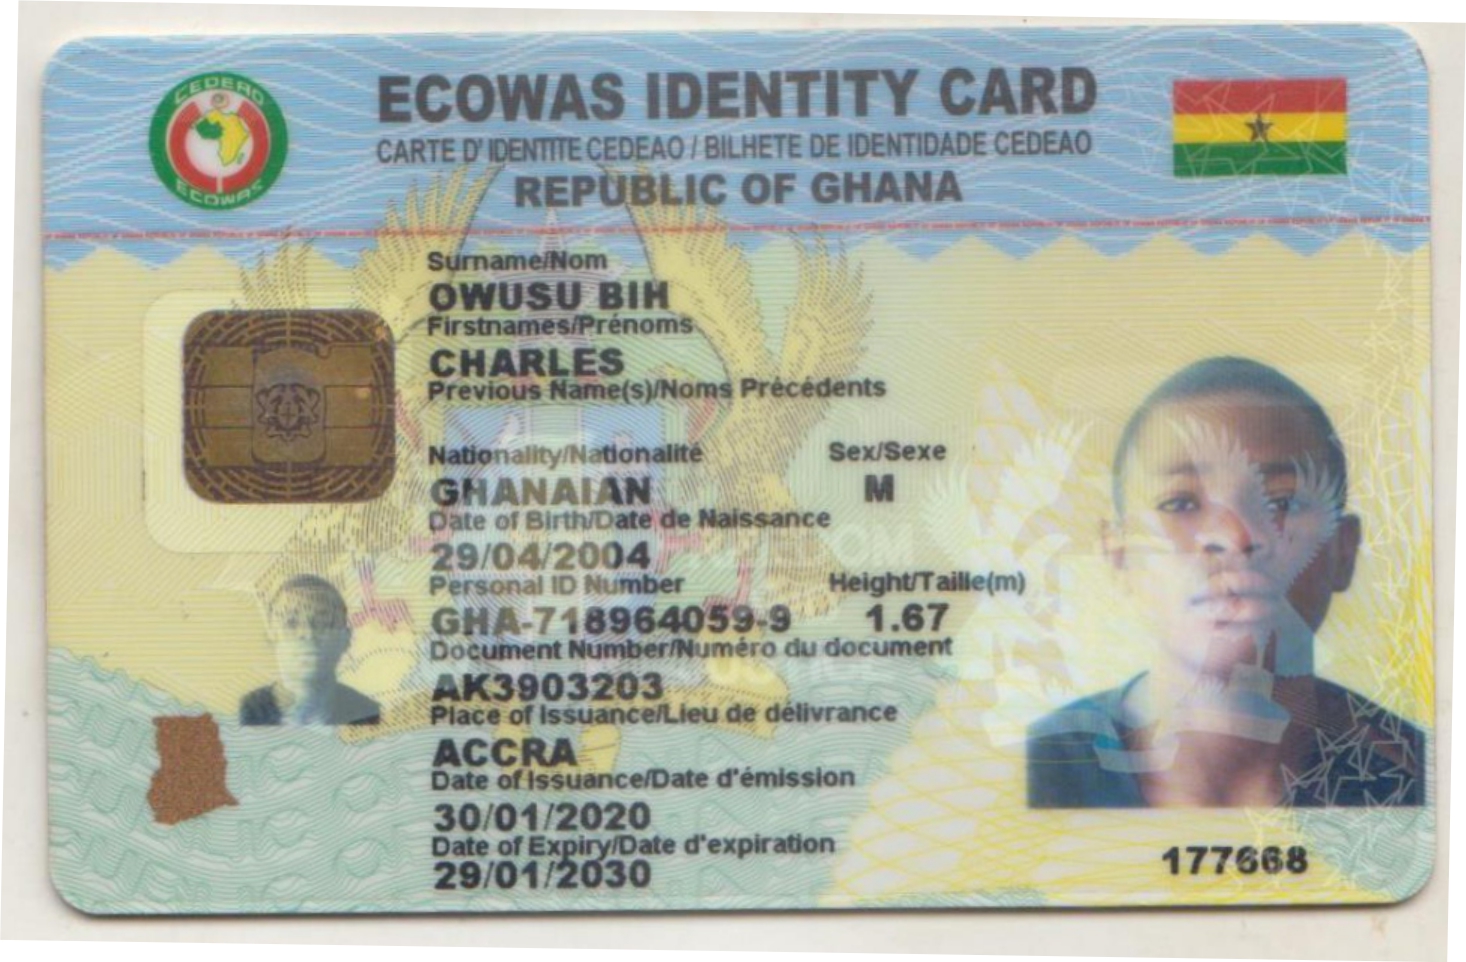 CEDEAO
ECOWAS
ECOWAS IDENTITY CARD
CARTE D' IDENTITE CEDEAO / BILHETE DE IDENTIDADE CEDEAO
REPUBLIC OF GHANA
Surname/Nom
OWUSU BIH
Firstnames/Prénoms
CHARLES
Previous Name(s)/Noms Précédents
Nationality/Nationalité Sex/Sexe
GHANAIAN M
Date of Birth/Date de Naissance
29/04/2004
Personal ID Number Height/Taille(m)
GHA-718964059-9 1.67
Document Number/Numéro du document
AK3903203
Place of Issuance/Lieu de délivrance
ACCRA
Date of Issuance/Date d'émission
30/01/2020
Date of Expiry/Date d'expiration
29/01/2030
177668